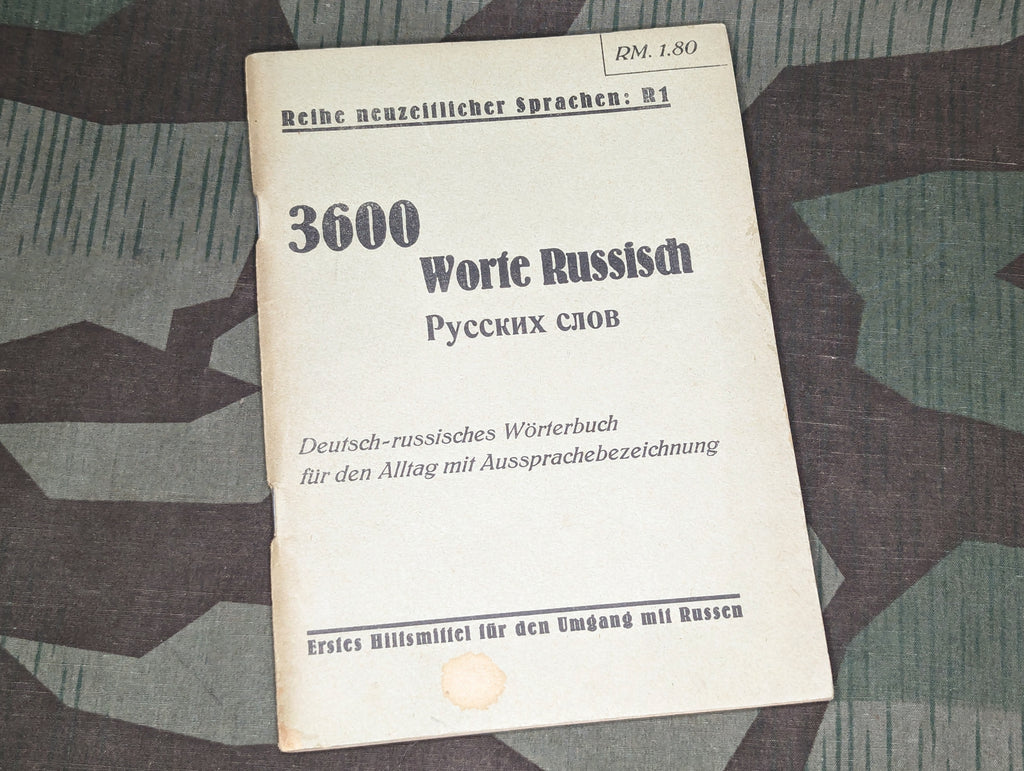 RM. 1.80
Reihe neuzeitlicher Sprachen: R1
3600
Worte Russisch
Русских слов
Deutsch-russisches Wörterbuch
für den Alltag mit Aussprachebezeichnung
Erstes Hilfsmittel für den Umgang mit Russen